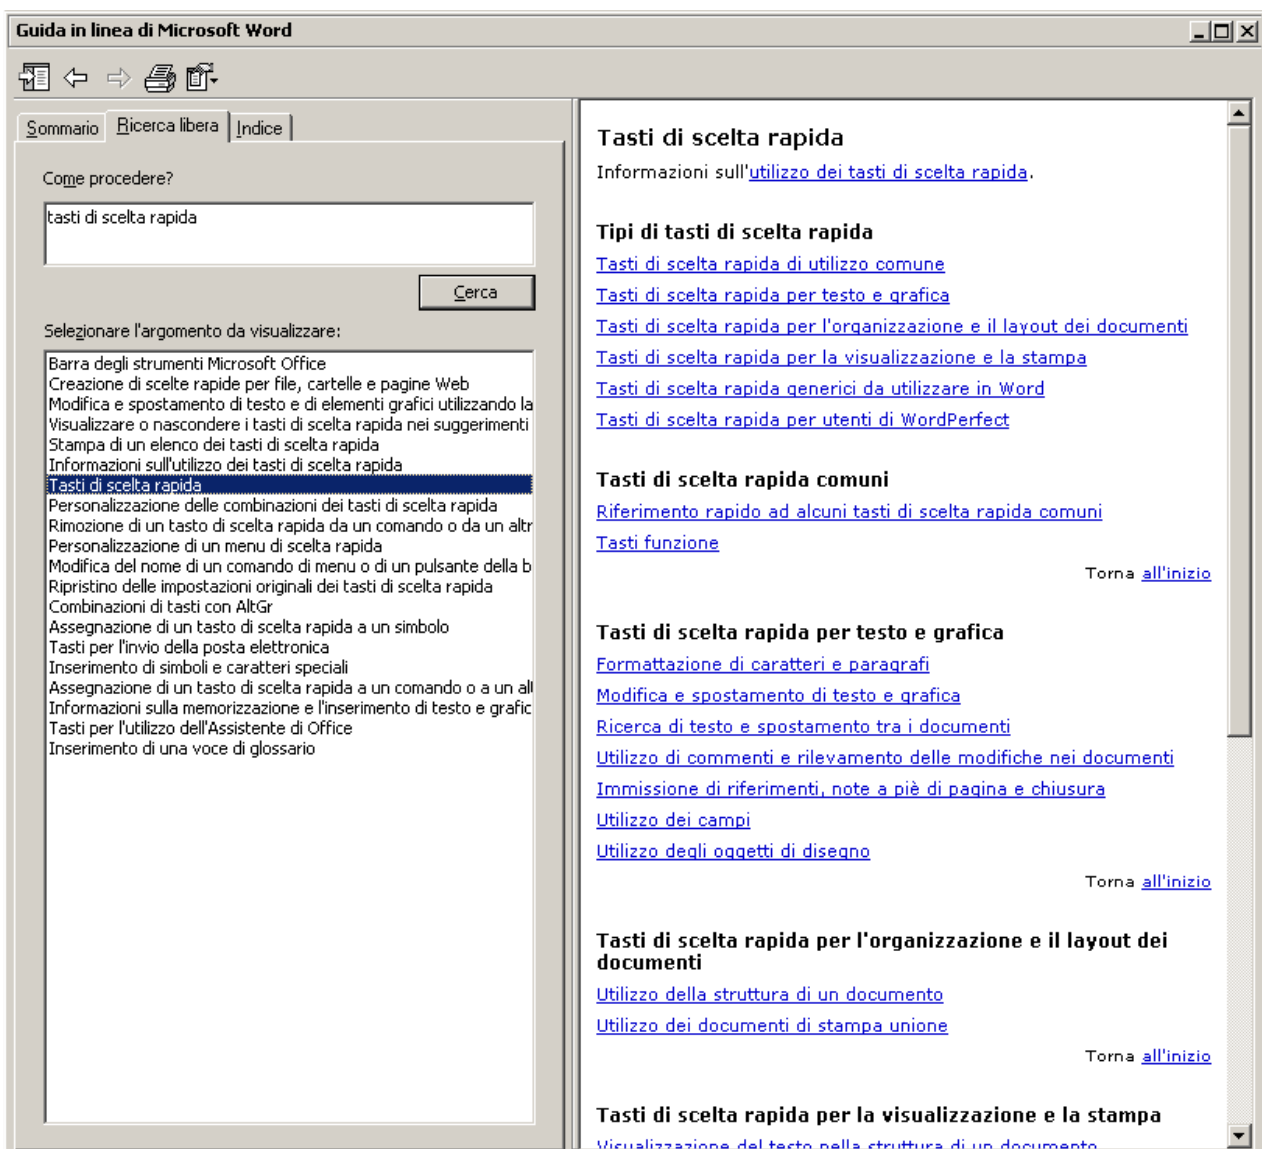 Guida in linea di Microsoft Word
Sommario
Ricerca libera
Indice
Come procedere?
tasti di scelta rapida
Cerca
Selezionare l'argomento da visualizzare:
Barra degli strumenti Microsoft Office
Creazione di scelte rapide per file, cartelle e pagine Web
Modifica e spostamento di testo e di elementi grafici utilizzando la
Visualizzare o nascondere i tasti di scelta rapida nei suggerimenti
Stampa di un elenco dei tasti di scelta rapida
Informazioni sull'utilizzo dei tasti di scelta rapida
Tasti di scelta rapida
Personalizzazione delle combinazioni dei tasti di scelta rapida
Rimozione di un tasto di scelta rapida da un comando o da un altr
Personalizzazione di un menu di scelta rapida
Modifica del nome di un comando di menu o di un pulsante della b
Ripristino delle impostazioni originali dei tasti di scelta rapida
Combinazioni di tasti con AltGr
Assegnazione di un tasto di scelta rapida a un simbolo
Tasti per l'invio della posta elettronica
Inserimento di simboli e caratteri speciali
Assegnazione di un tasto di scelta rapida a un comando o a un alt
Informazioni sulla memorizzazione e l'inserimento di testo e grafic
Tasti per l'utilizzo dell'Assistente di Office
Inserimento di una voce di glossario
Tasti di scelta rapida
Informazioni sull'utilizzo dei tasti di scelta rapida.
Tipi di tasti di scelta rapida
Tasti di scelta rapida di utilizzo comune
Tasti di scelta rapida per testo e grafica
Tasti di scelta rapida per l'organizzazione e il layout dei documenti
Tasti di scelta rapida per la visualizzazione e la stampa
Tasti di scelta rapida generici da utilizzare in Word
Tasti di scelta rapida per utenti di WordPerfect
Tasti di scelta rapida comuni
Riferimento rapido ad alcuni tasti di scelta rapida comuni
Tasti funzione
Torna all'inizio
Tasti di scelta rapida per testo e grafica
Formattazione di caratteri e paragrafi
Modifica e spostamento di testo e grafica
Ricerca di testo e spostamento tra i documenti
Utilizzo di commenti e rilevamento delle modifiche nei documenti
Immissione di riferimenti, note a piè di pagina e chiusura
Utilizzo dei campi
Utilizzo degli oggetti di disegno
Torna all'inizio
Tasti di scelta rapida per l'organizzazione e il layout dei
documenti
Utilizzo della struttura di un documento
Utilizzo dei documenti di stampa unione
Torna all'inizio
Tasti di scelta rapida per la visualizzazione e la stampa
Visualizzazione del testo nella struttura di un documento